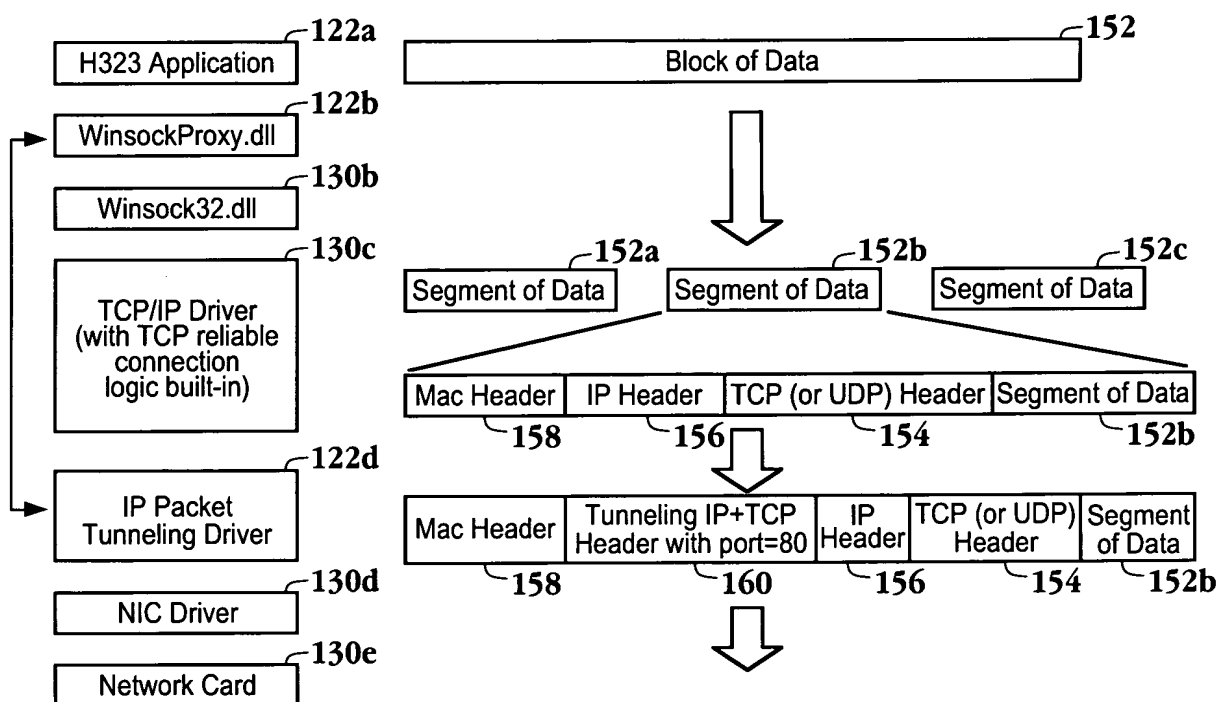 122a
H323 Application
152
Block of Data
122b
WinsockProxy.dll
130b
Winsock32.dll
130c
TCP/IP Driver
(with TCP reliable
connection
logic built-in)
152a
Segment of Data
152b
Segment of Data
152c
Segment of Data
Mac Header
IP Header
TCP (or UDP) Header
Segment of Data
158
156
154
152b
122d
IP Packet
Tunneling Driver
Mac Header
Tunneling IP+TCP
Header with port=80
IP
Header
TCP (or UDP)
Header
Segment
of Data
158
160
156
154
152b
130d
NIC Driver
130e
Network Card